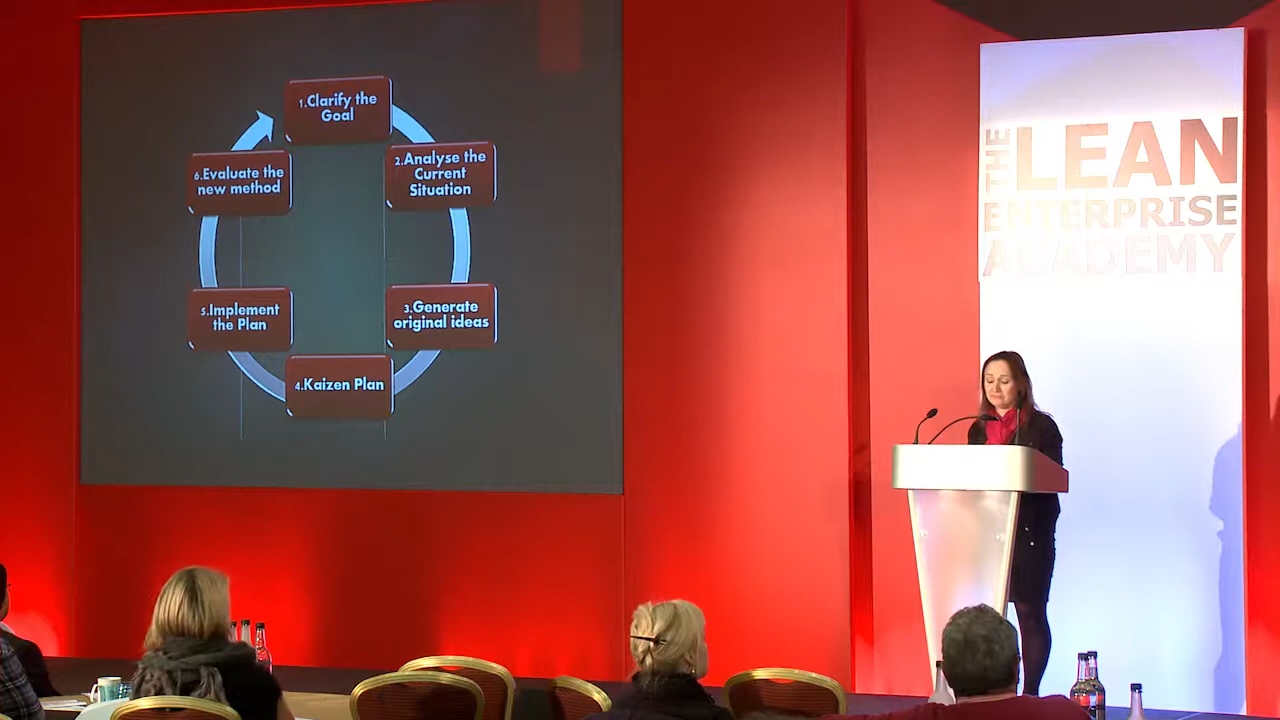 1.Clarify the
Goal
2.Analyse the
Current
Situation
3.Generate
original ideas
4.Kaizen Plan
5.Implement
the Plan
6.Evaluate the
new method
THE
LEAN
ENTERPRISE
ACADEMY